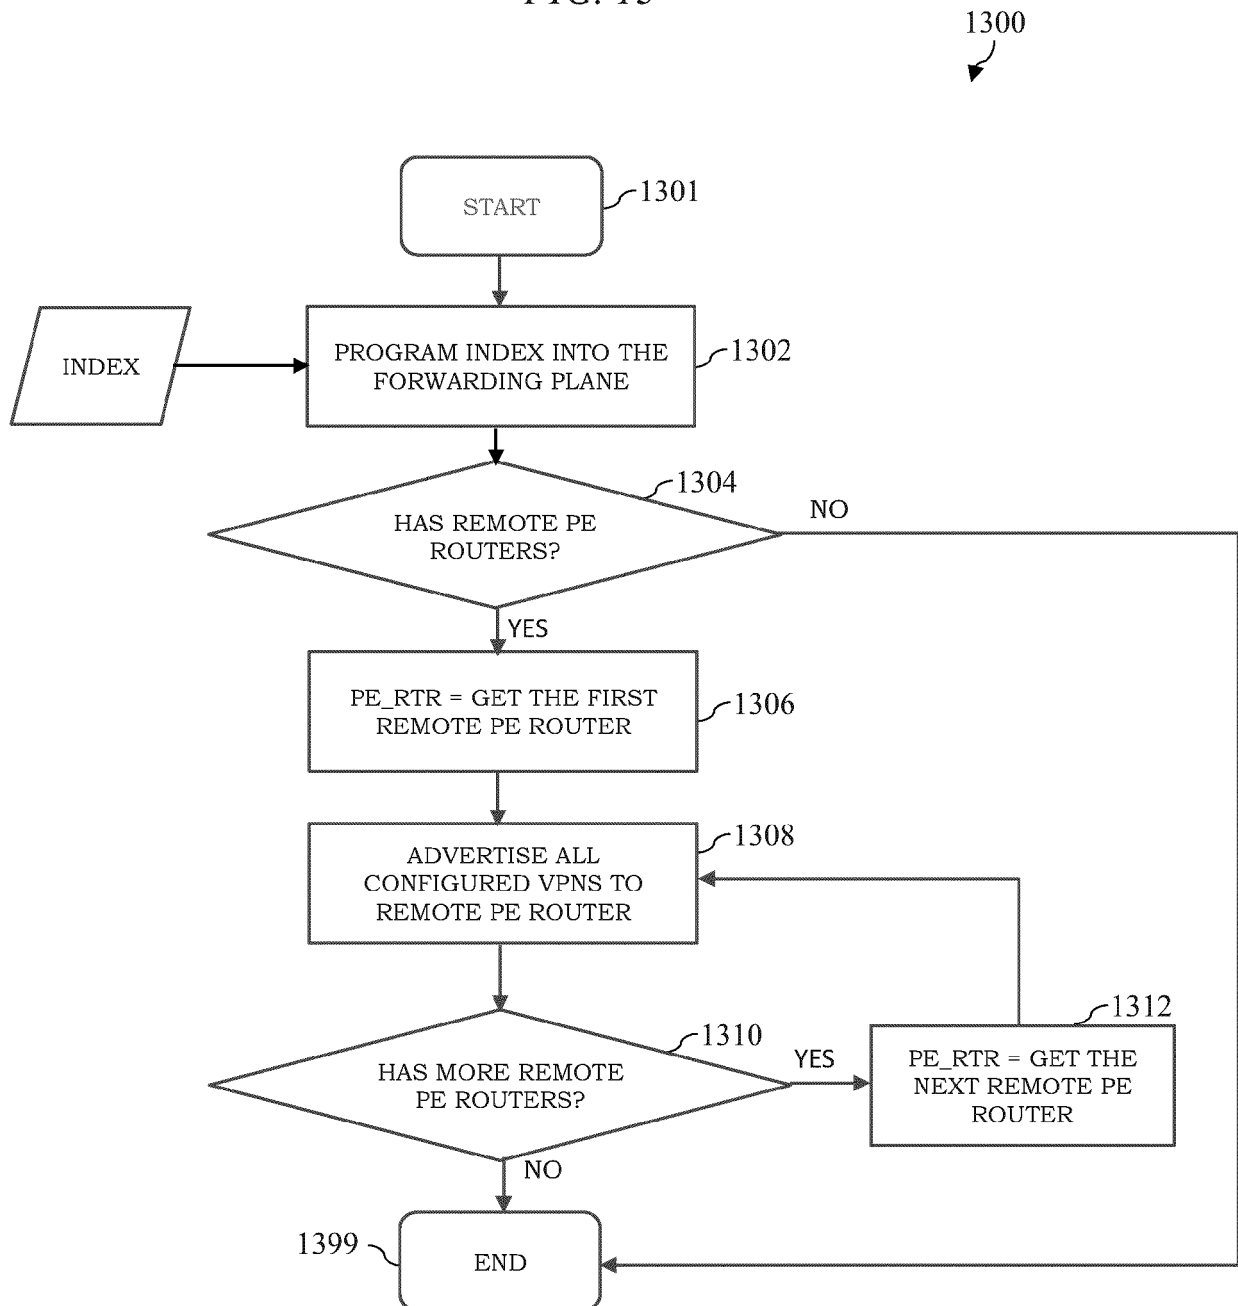 1300
START
1301
INDEX
PROGRAM INDEX INTO THE
FORWARDING PLANE
1302
HAS REMOTE PE
ROUTERS?
1304
NO
YES
PE_RTR = GET THE FIRST
REMOTE PE ROUTER
1306
ADVERTISE ALL
CONFIGURED VPNS TO
REMOTE PE ROUTER
1308
HAS MORE REMOTE
PE ROUTERS?
1310
YES
1312
PE_RTR = GET THE
NEXT REMOTE PE
ROUTER
NO
1399
END